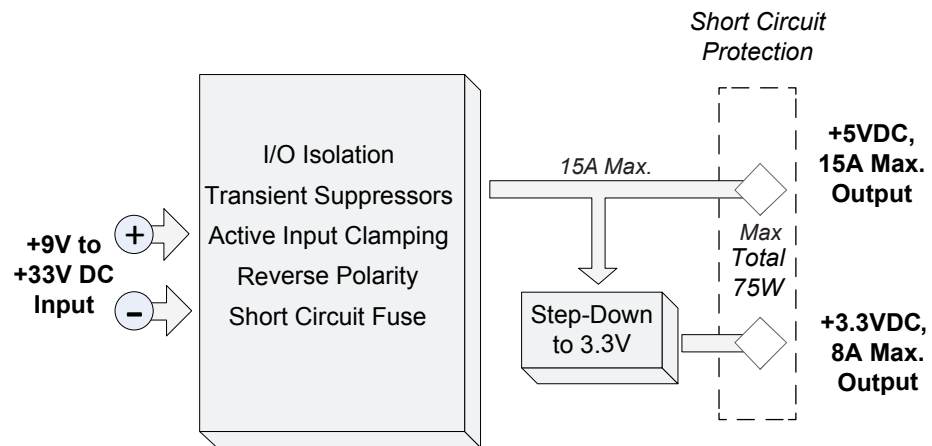 Short Circuit
Protection
I/O Isolation
Transient Suppressors
Active Input Clamping
Reverse Polarity
Short Circuit Fuse
+9V to
+33V DC
Input
+
-
15A Max.
+5VDC,
15A Max.
Output
Max
Total
75W
Step-Down
to 3.3V
+3.3VDC,
8A Max.
Output